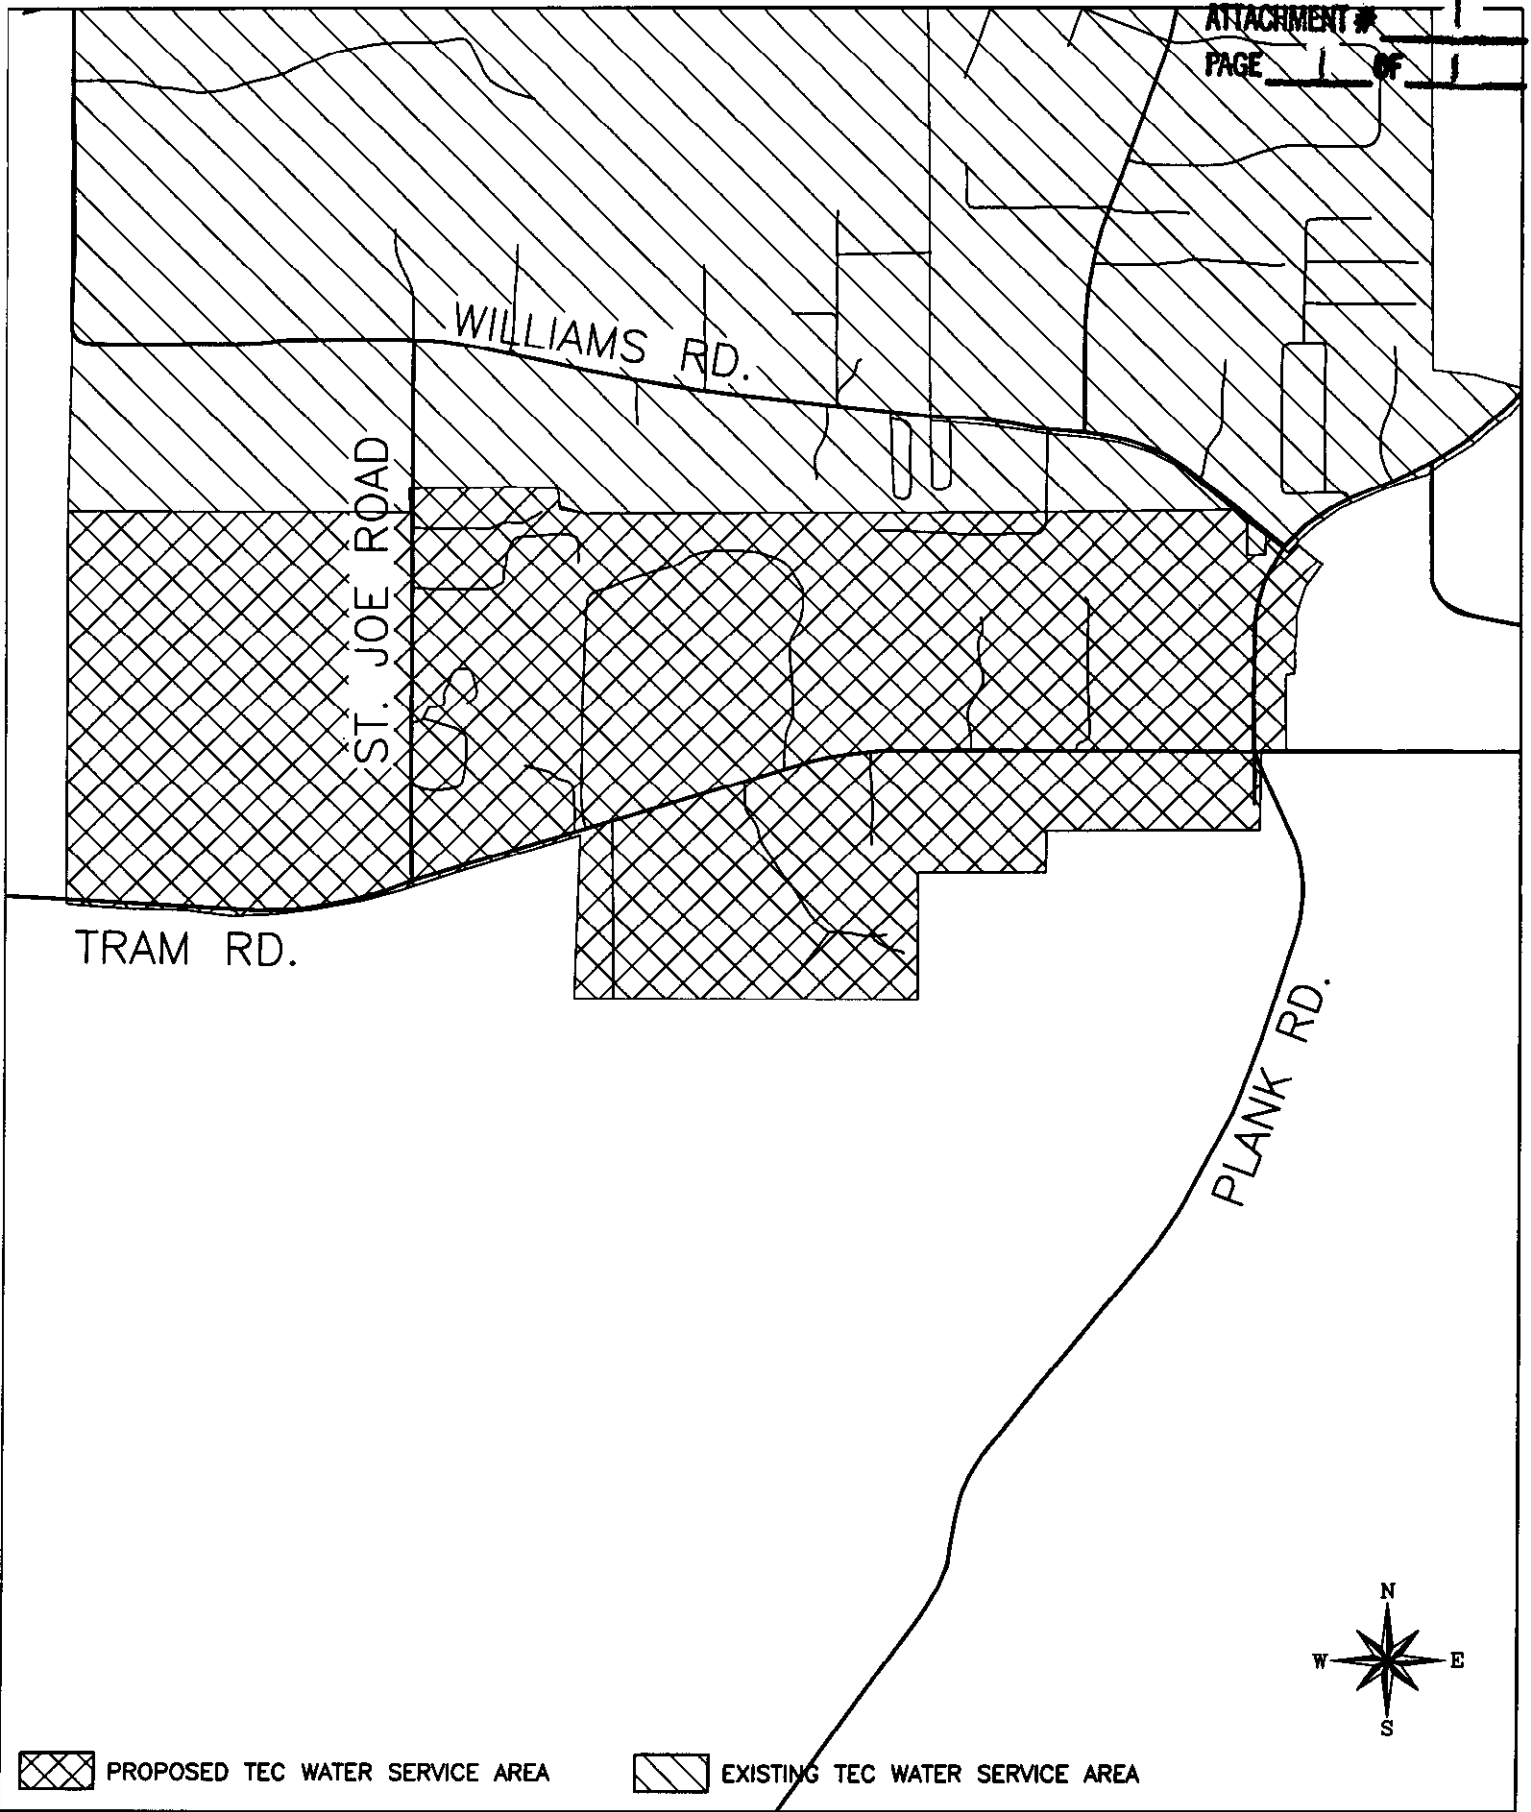 ATTACHMENT # 1
PAGE 1 OF 1
WILLIAMS RD.
ST. JOE ROAD
TRAM RD.
PLANK RD.
N
W E
S
PROPOSED TEC WATER SERVICE AREA
EXISTING TEC WATER SERVICE AREA